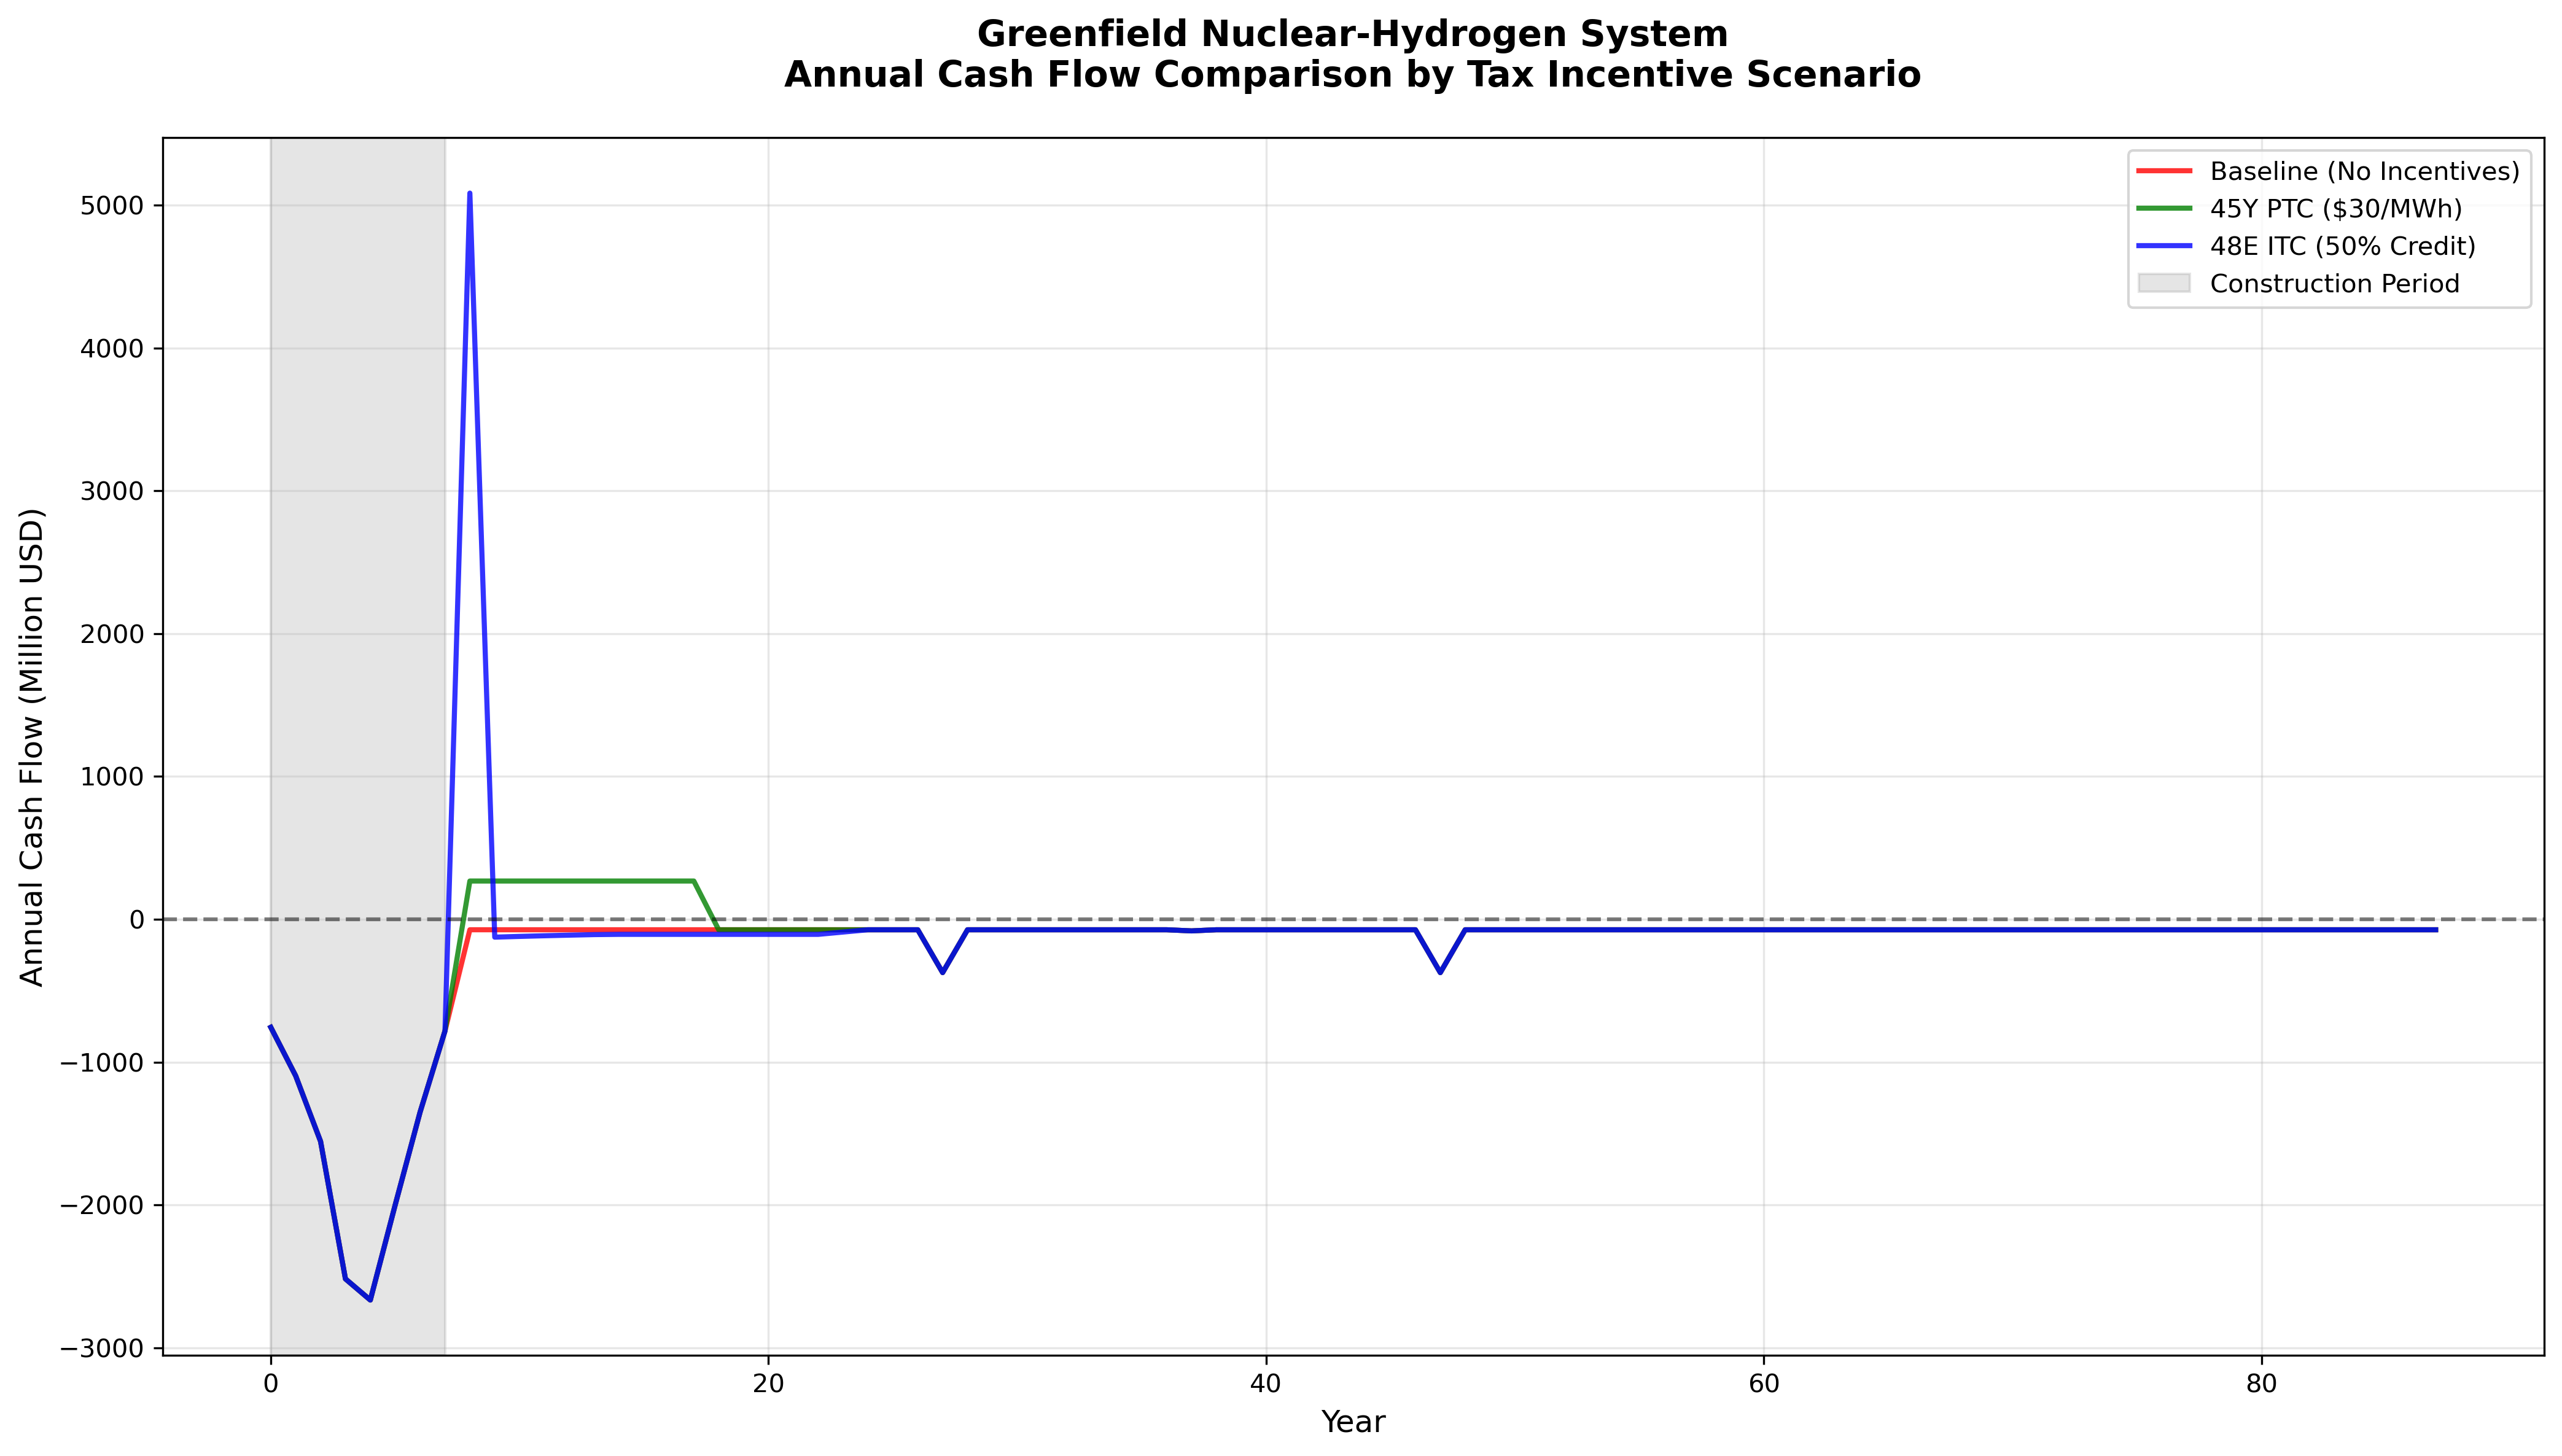 Greenfield Nuclear-Hydrogen System
Annual Cash Flow Comparison by Tax Incentive Scenario
Baseline (No Incentives)
45Y PTC ($30/MWh)
48E ITC (50% Credit)
Construction Period
Annual Cash Flow (Million USD)
5000
4000
3000
2000
1000
0
−1000
−2000
−3000
0 20 40 60 80
Year